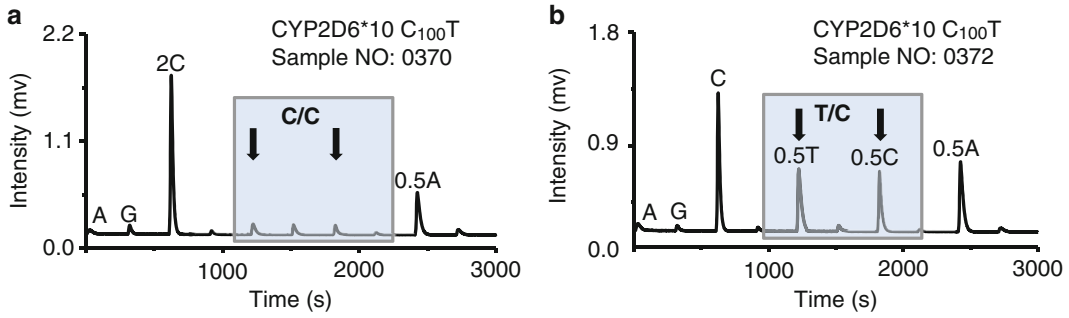 a
CYP2D6*10 C₁₀₀T
Sample NO: 0370
2.2
1.1
0.0
Intensity (mv)
A
G
2C
C/C
0.5A
1000
2000
3000
Time (s)
b
CYP2D6*10 C₁₀₀T
Sample NO: 0372
1.8
0.9
0.0
Intensity (mv)
A
G
C
T/C
0.5T
0.5C
0.5A
1000
2000
3000
Time (s)